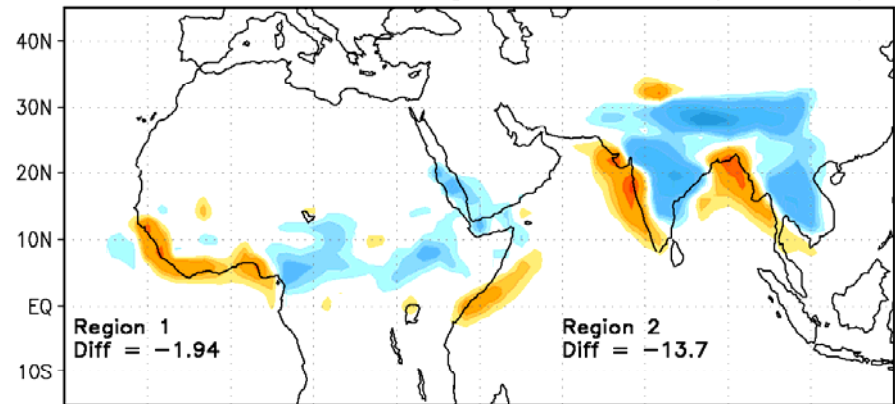 40N
30N
20N
10N
EQ
10S
Region 1
Diff = −1.94
Region 2
Diff = −13.7